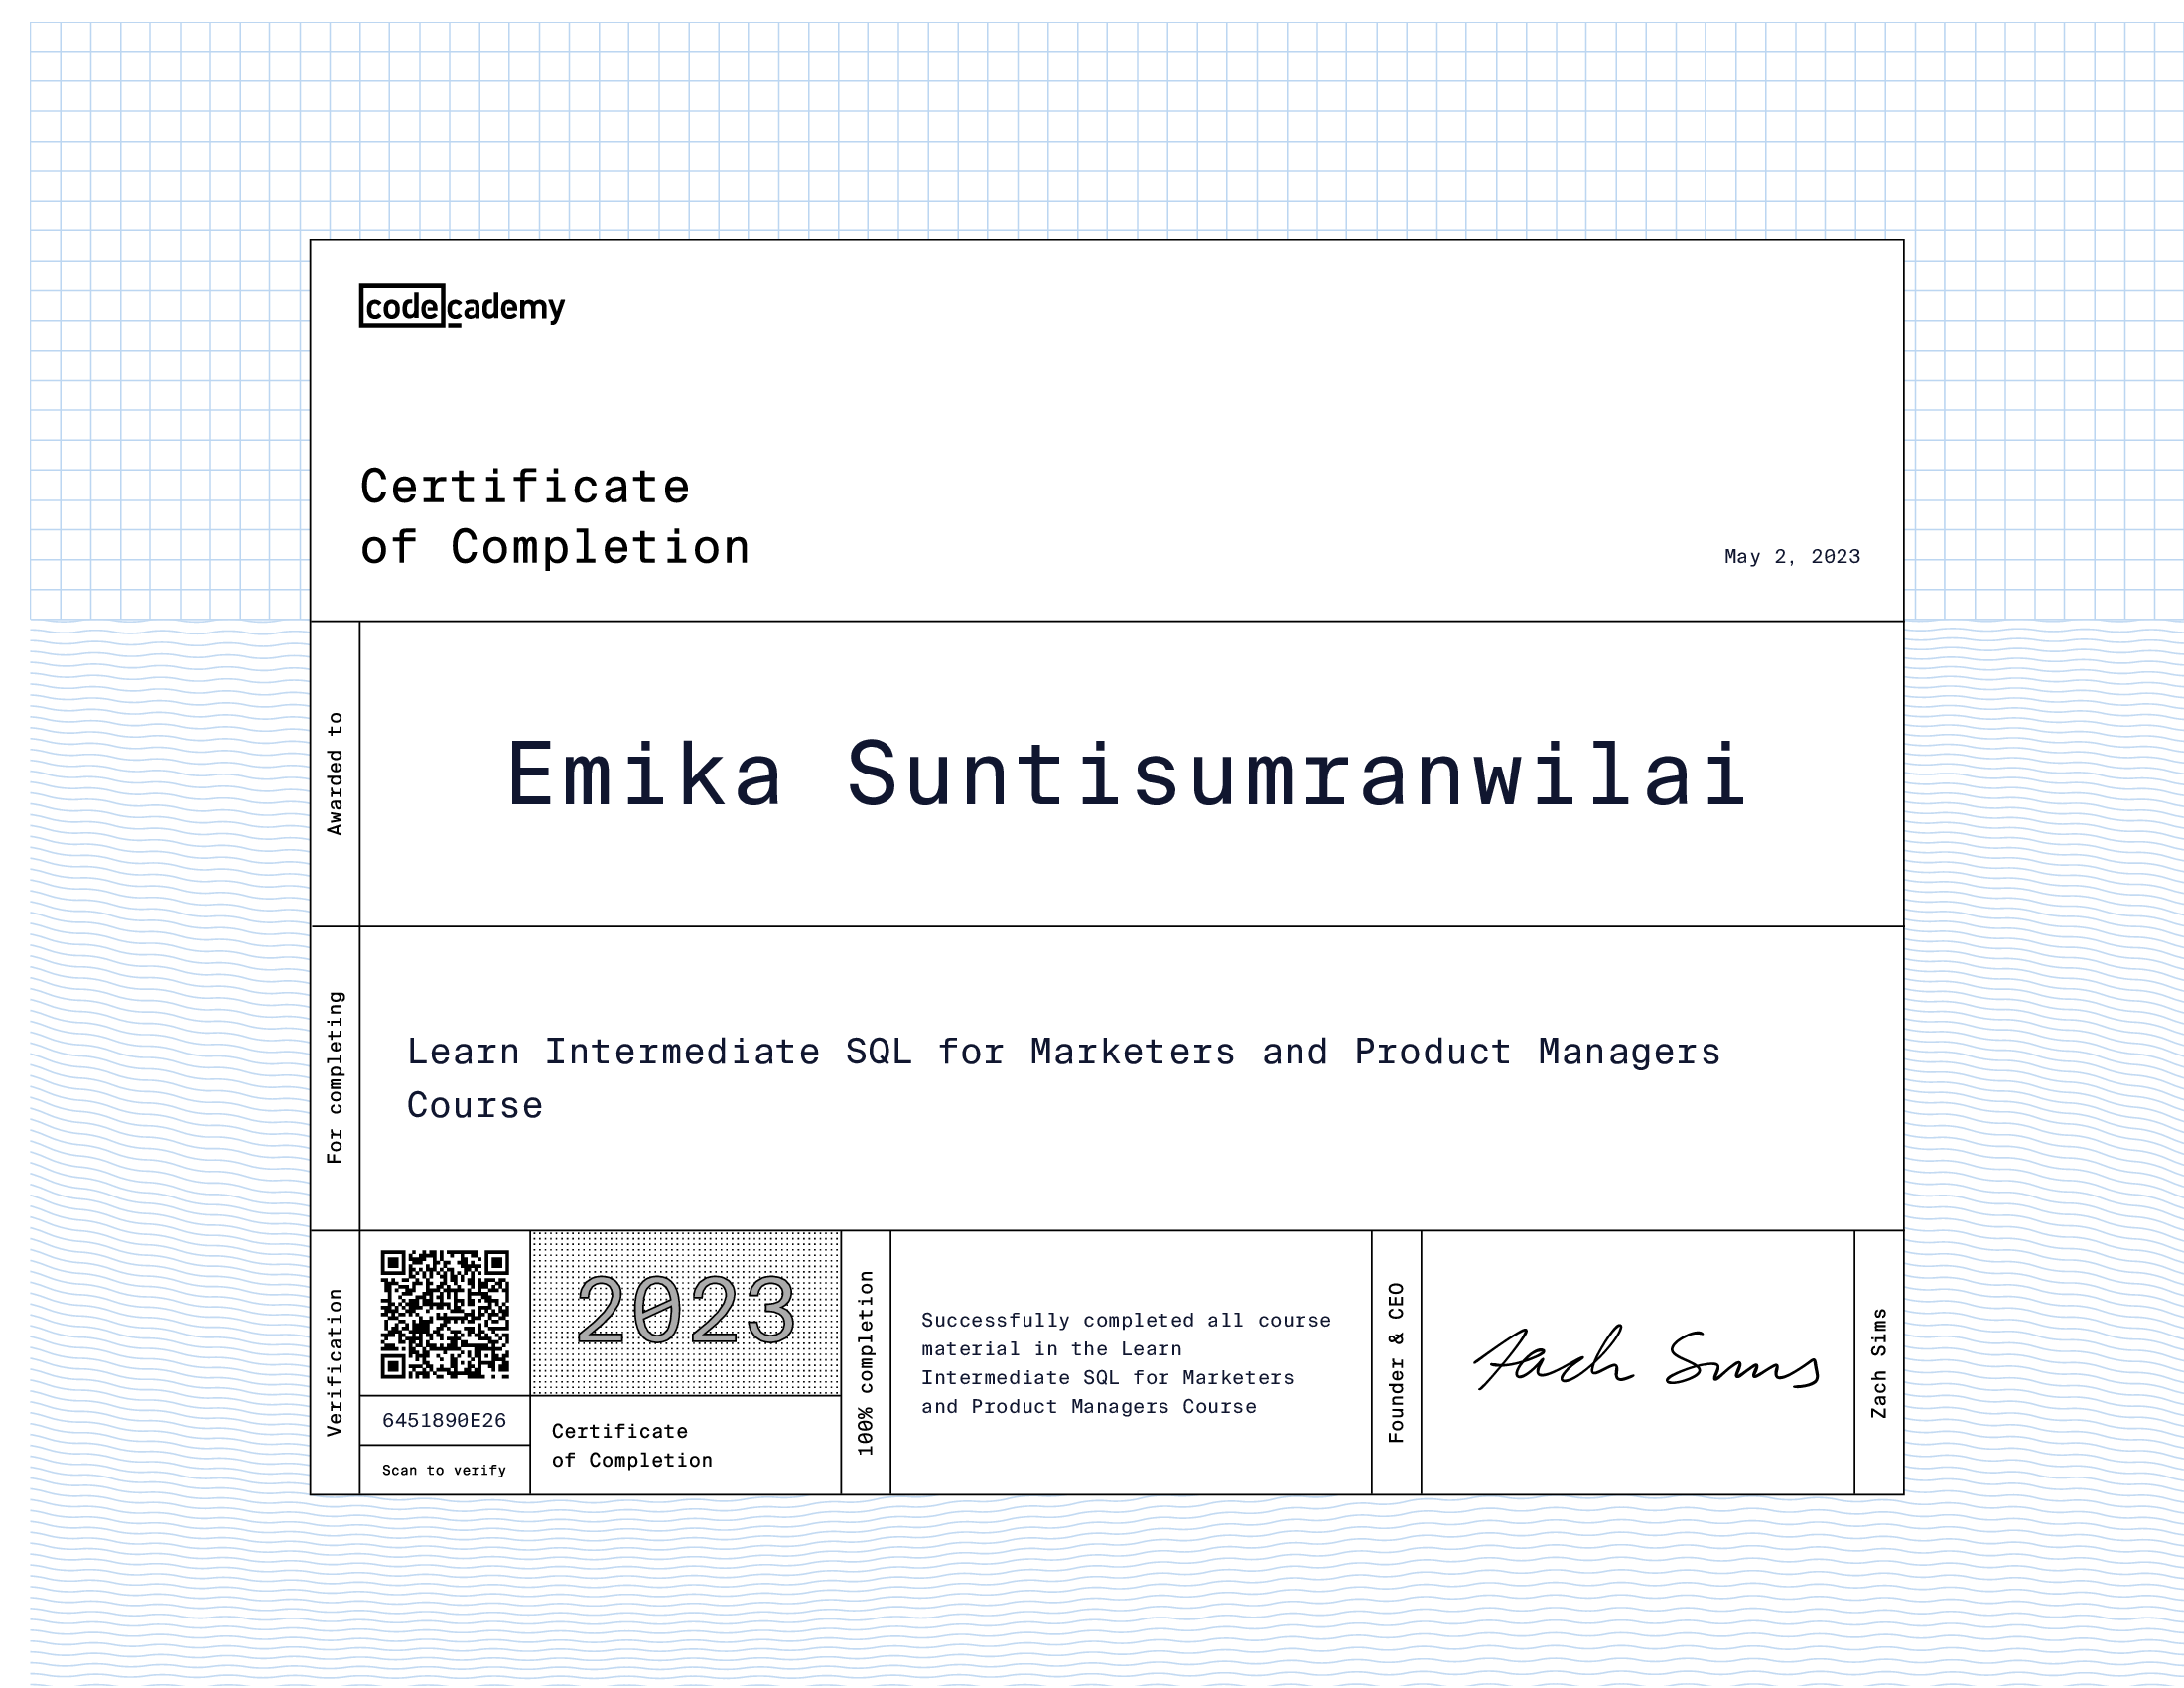 codecademy
Certificate
of Completion
May 2, 2023
Awarded to
Emika Suntisumranwilai
For completing
Learn Intermediate SQL for Marketers and Product Managers
Course
Verification
6451890E26
Scan to verify
2023
Certificate
of Completion
100% completion
Successfully completed all course
material in the Learn
Intermediate SQL for Marketers
and Product Managers Course
Founder & CEO
Zach Sims
Zach Sims